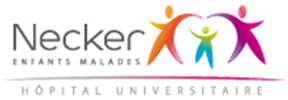 Necker
ENFANTS MALADES
HÔPITAL UNIVERSITAIRE